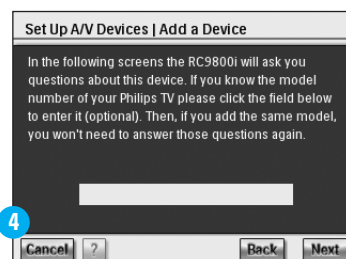 Set Up A/V Devices | Add a Device
In the following screens the RC9800i will ask you
questions about this device. If you know the model
number of your Philips TV please click the field below
to enter it (optional). Then, if you add the same model,
you won't need to answer those questions again.
4
Cancel ? Back Next